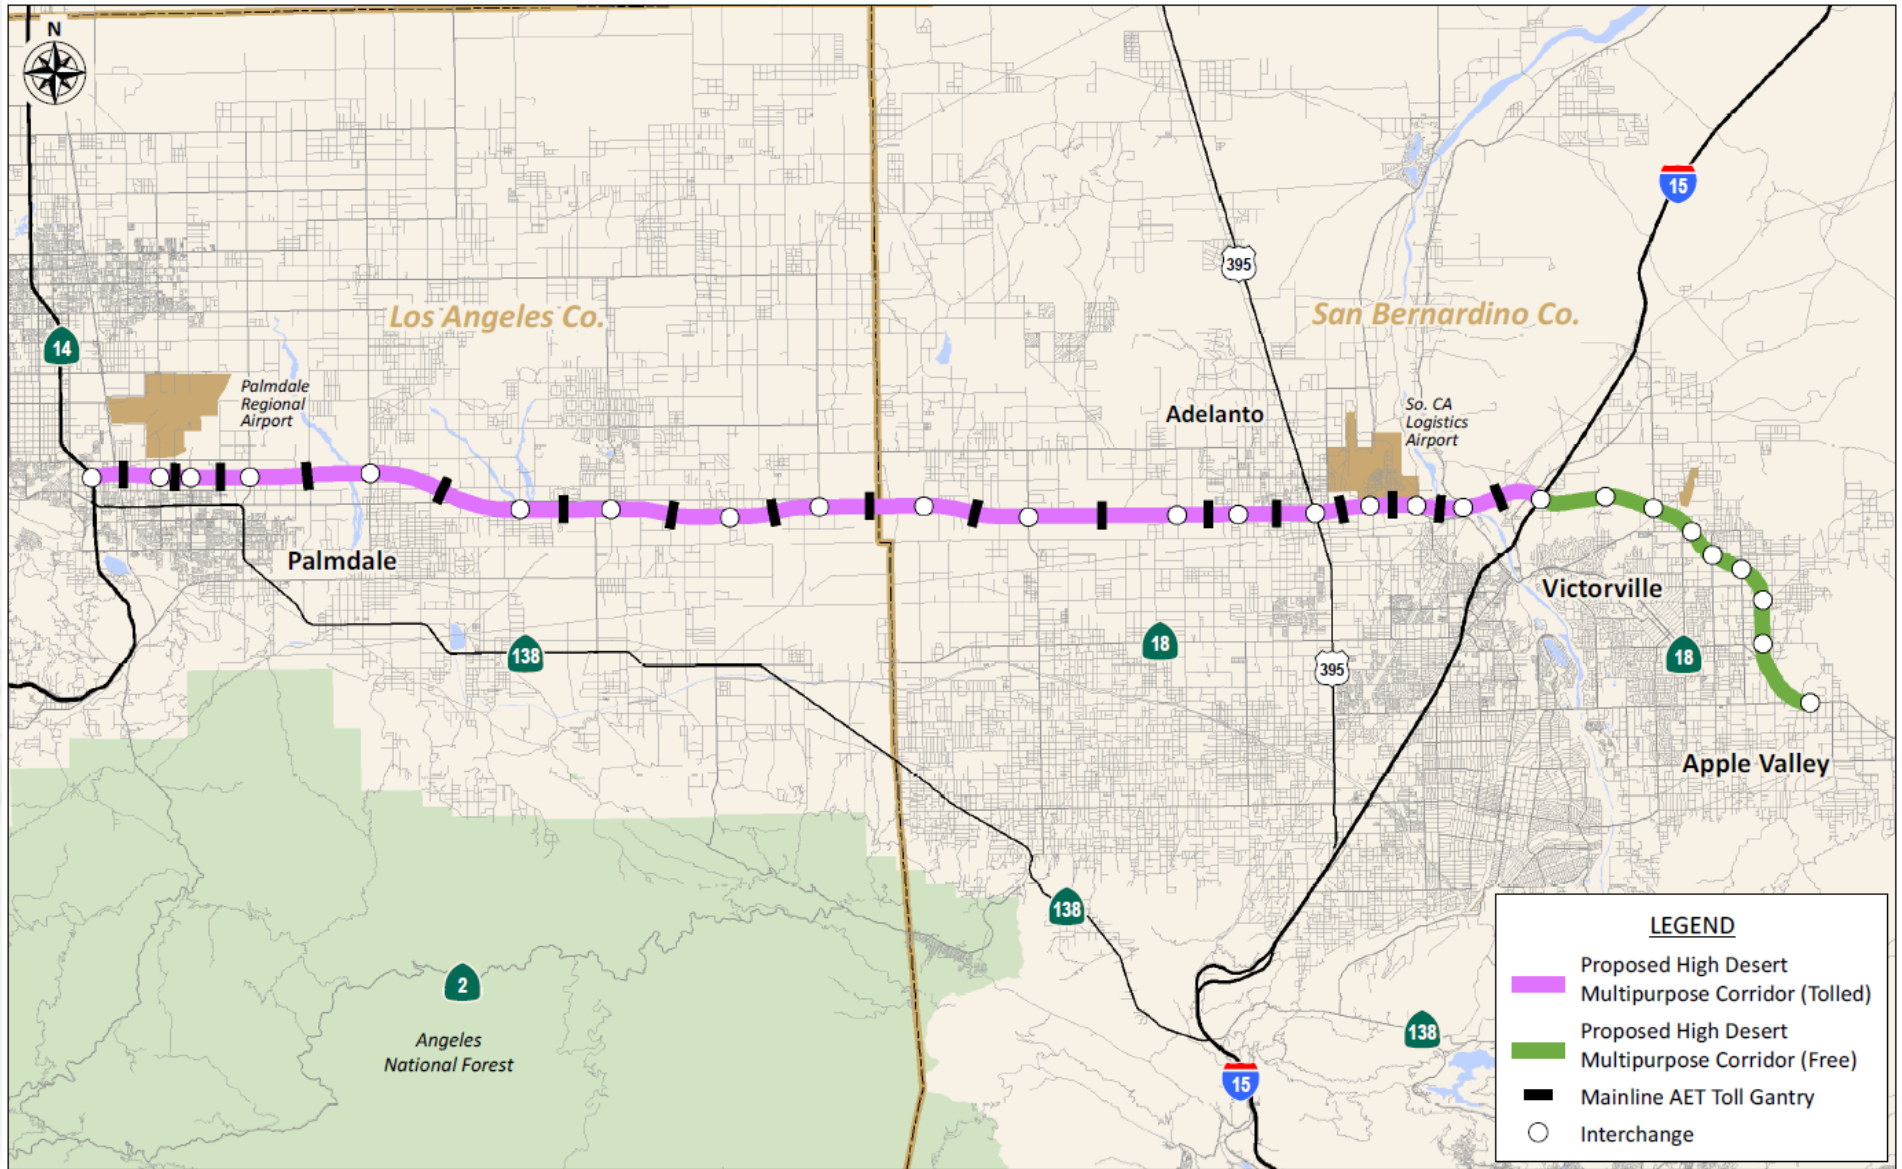 N
15
395
Los Angeles Co.
San Bernardino Co.
14
Palmdale
Regional
Airport
Adelanto
So. CA
Logistics
Airport
Palmdale
Victorville
138
18
395
18
Apple Valley
138
2
Angeles
National Forest
138
15
LEGEND
Proposed High Desert
Multipurpose Corridor (Tolled)
Proposed High Desert
Multipurpose Corridor (Free)
Mainline AET Toll Gantry
Interchange